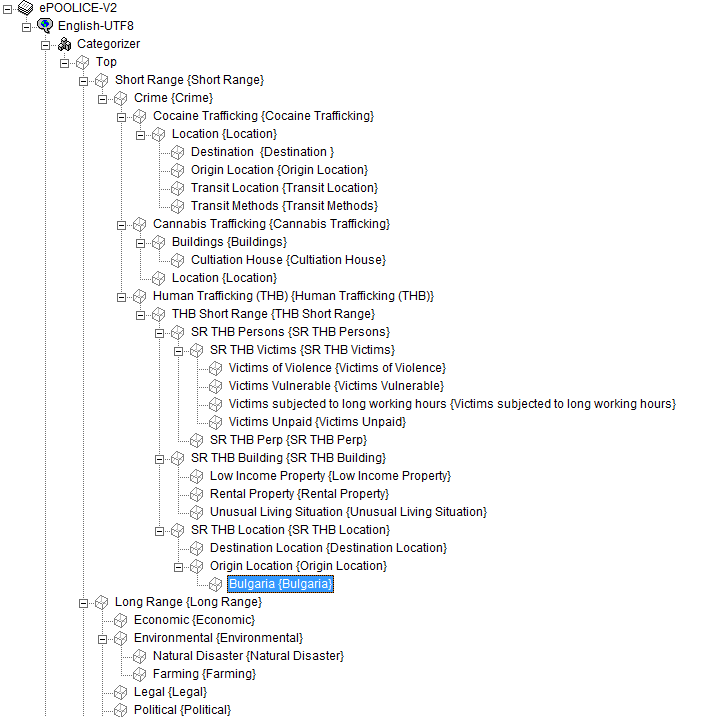 ePOOLICE-V2
English-UTF8
Categorizer
Top
Short Range {Short Range}
Crime {Crime}
Cocaine Trafficking {Cocaine Trafficking}
Location {Location}
Destination  {Destination }
Origin Location {Origin Location}
Transit Location {Transit Location}
Transit Methods {Transit Methods}
Cannabis Trafficking {Cannabis Trafficking}
Buildings {Buildings}
Cultiation House {Cultiation House}
Location {Location}
Human Trafficking (THB) {Human Trafficking (THB)}
THB Short Range {THB Short Range}
SR THB Persons {SR THB Persons}
SR THB Victims {SR THB Victims}
Victims of Violence {Victims of Violence}
Victims Vulnerable {Victims Vulnerable}
Victims subjected to long working hours {Victims subjected to long working hours}
Victims Unpaid {Victims Unpaid}
SR THB Perp {SR THB Perp}
SR THB Building {SR THB Building}
Low Income Property {Low Income Property}
Rental Property {Rental Property}
Unusual Living Situation {Unusual Living Situation}
SR THB Location {SR THB Location}
Destination Location {Destination Location}
Origin Location {Origin Location}
Bulgaria {Bulgaria}
Long Range {Long Range}
Economic {Economic}
Environmental {Environmental}
Natural Disaster {Natural Disaster}
Farming {Farming}
Legal {Legal}
Political {Political}